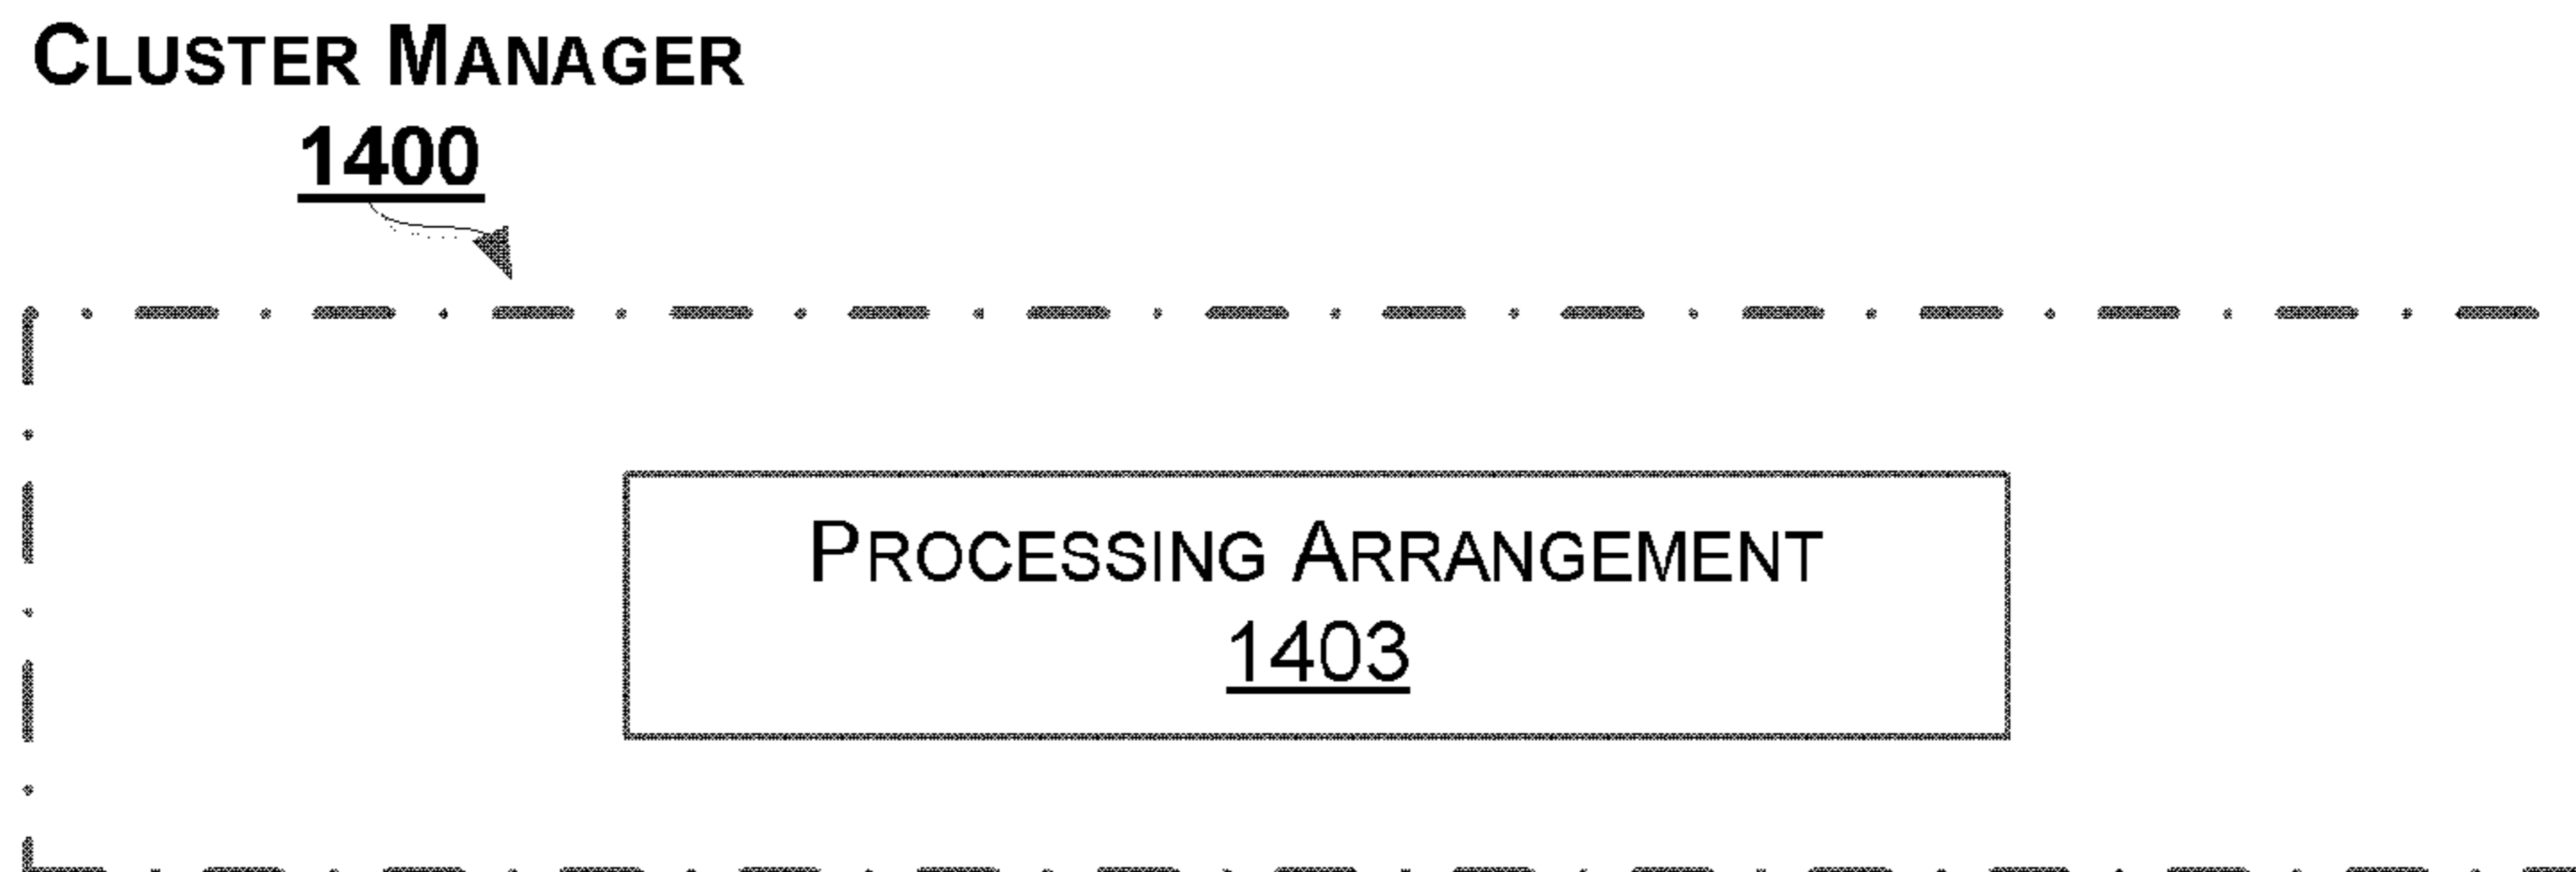 CLUSTER MANAGER
1400
PROCESSING ARRANGEMENT
1403